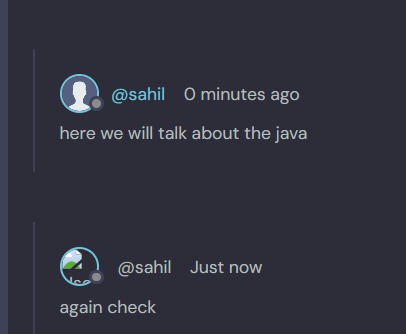 @sahil 0 minutes ago
here we will talk about the java
@sahil Just now
again check